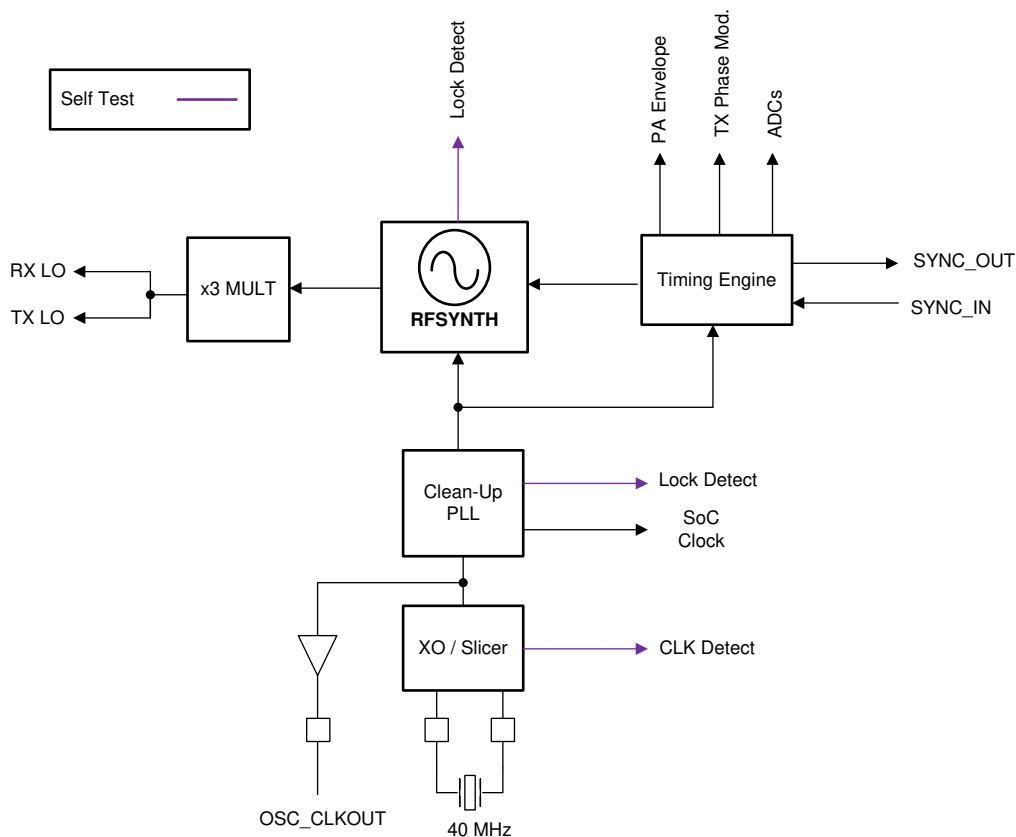 Self Test
Lock Detect
PA Envelope
TX Phase Mod.
ADCs
RX LO
TX LO
x3 MULT
RFSYNTH
Timing Engine
SYNC_OUT
SYNC_IN
Clean-Up
PLL
Lock Detect
SoC
Clock
XO / Slicer
CLK Detect
OSC_CLKOUT
40 MHz